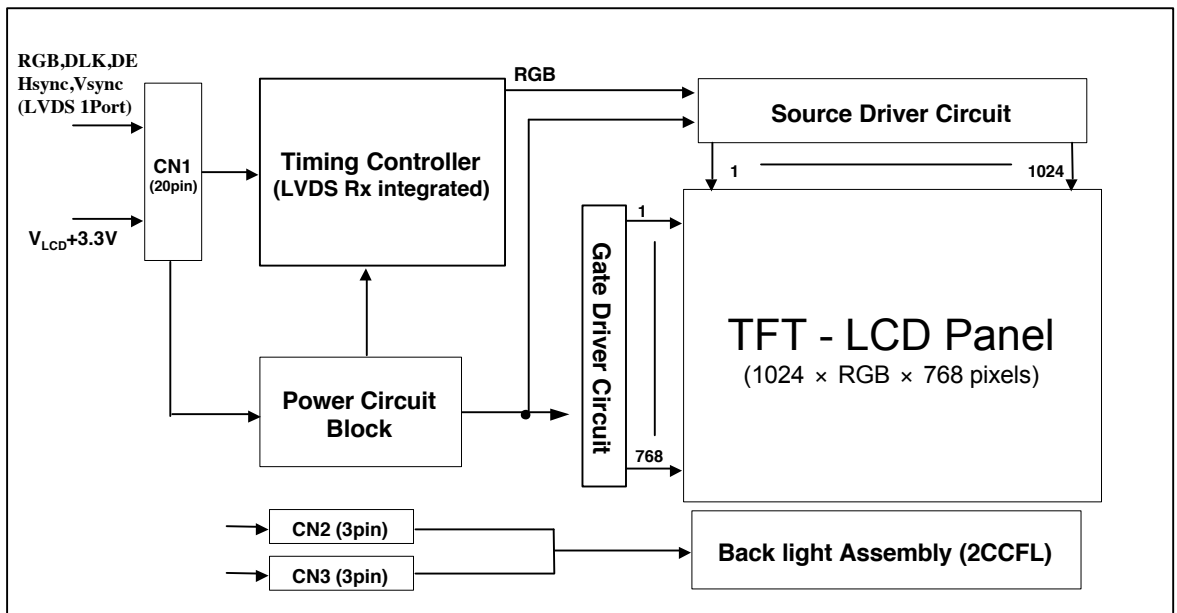 RGB,DLK,DE
Hsync,Vsync
(LVDS 1Port)
CN1
(20pin)
VLCD+3.3V
Timing Controller
(LVDS Rx integrated)
RGB
Source Driver Circuit
1
1024
Power Circuit
Block
Gate Driver Circuit
1
768
TFT - LCD Panel
(1024 × RGB × 768 pixels)
CN2 (3pin)
CN3 (3pin)
Back light Assembly (2CCFL)